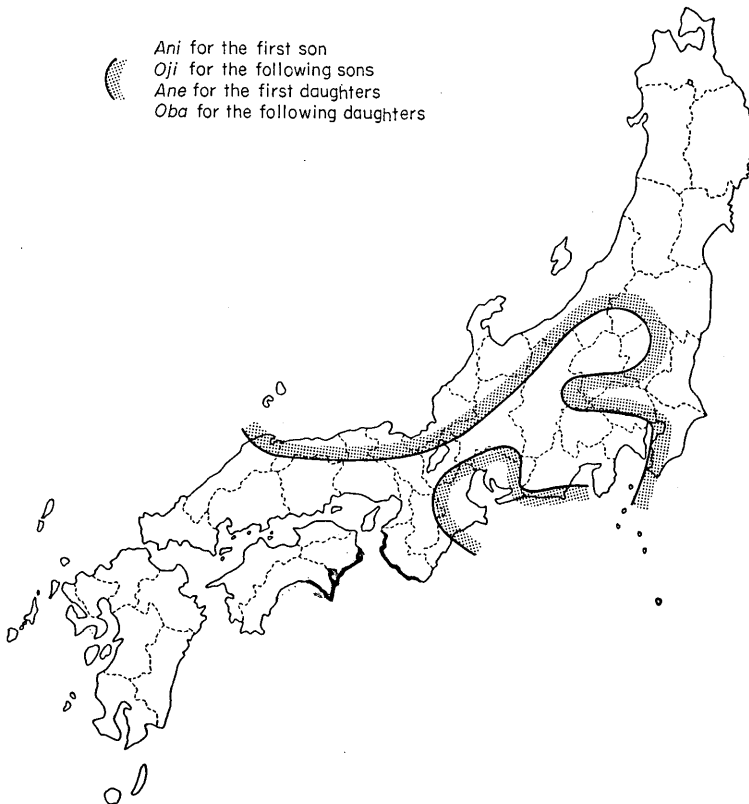 Ani for the first son
Oji for the following sons
Ane for the first daughters
Oba for the following daughters